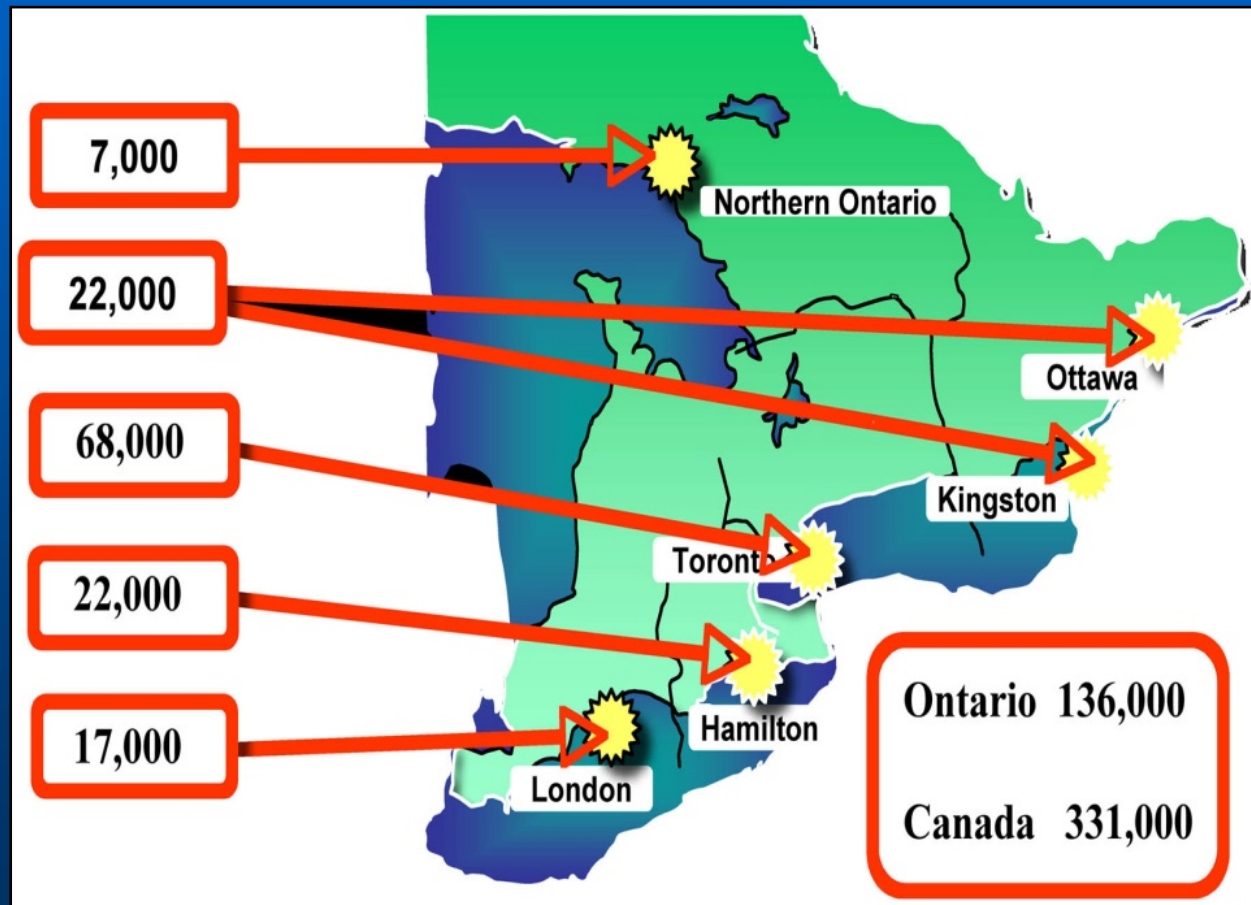 7,000
Northern Ontario
22,000
Ottawa
68,000
Kingston
Toronto
22,000
Hamilton
17,000
London
Ontario 136,000
Canada 331,000